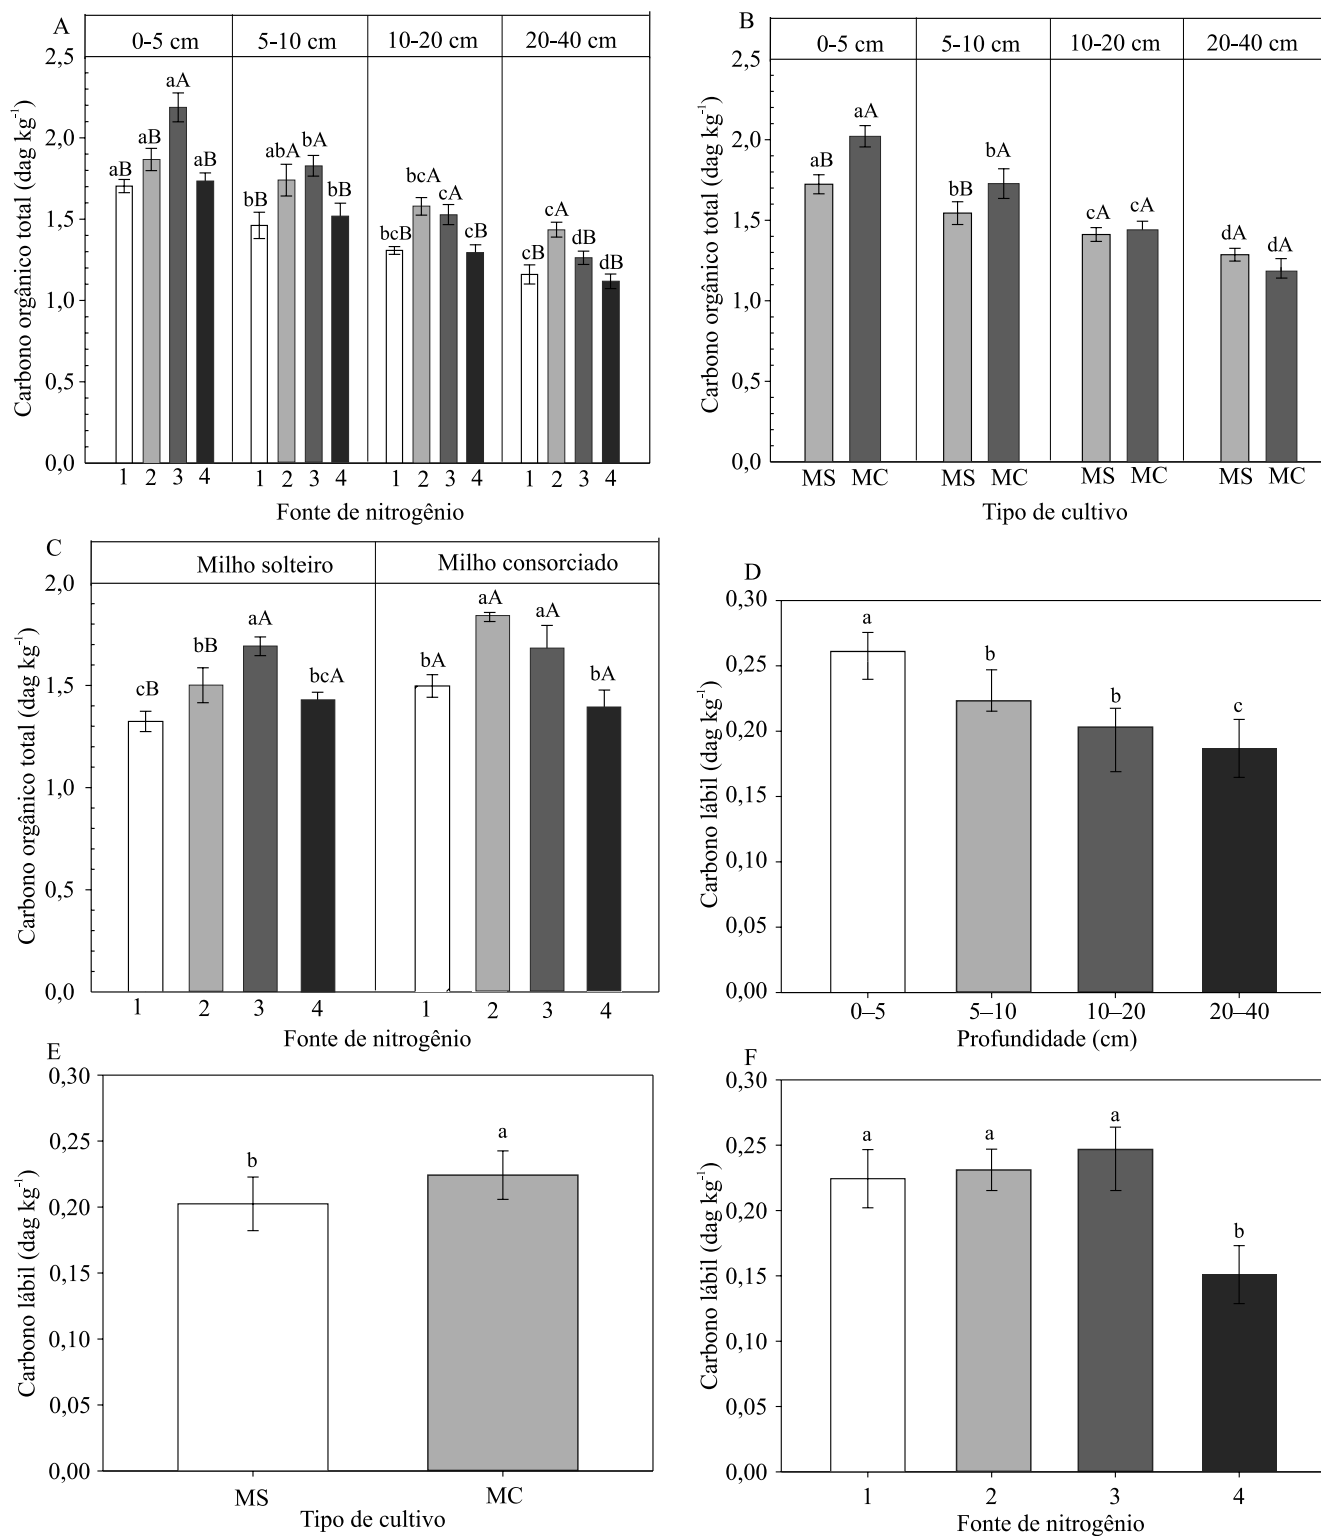 A
0-5 cm 5-10 cm 10-20 cm 20-40 cm
Carbono orgânico total (dag kg-1)
2,5
2,0
1,5
1,0
0,5
0,0
aB aB aA aB
bB abA bA bB
bcB bcA cA cB
cB cA dB dB
1 2 3 4 1 2 3 4 1 2 3 4 1 2 3 4
Fonte de nitrogênio
B
0-5 cm 5-10 cm 10-20 cm 20-40 cm
Carbono orgânico total (dag kg-1)
2,5
2,0
1,5
1,0
0,5
0,0
aB aA
bB bA
cA cA
dA dA
MS MC MS MC MS MC MS MC
Tipo de cultivo
C
Milho solteiro Milho consorciado
Carbono orgânico total (dag kg-1)
2,0
1,5
1,0
0,5
0,0
cB bB aA bcA
bA aA aA bA
1 2 3 4 1 2 3 4
Fonte de nitrogênio
D
Carbono lábil (dag kg-1)
0,30
0,25
0,20
0,15
0,10
0,05
0,00
a b b c
0–5 5–10 10–20 20–40
Profundidade (cm)
E
Carbono lábil (dag kg-1)
0,30
0,25
0,20
0,15
0,10
0,05
0,00
b a
MS MC
Tipo de cultivo
F
Carbono lábil (dag kg-1)
0,30
0,25
0,20
0,15
0,10
0,05
0,00
a a a b
1 2 3 4
Fonte de nitrogênio